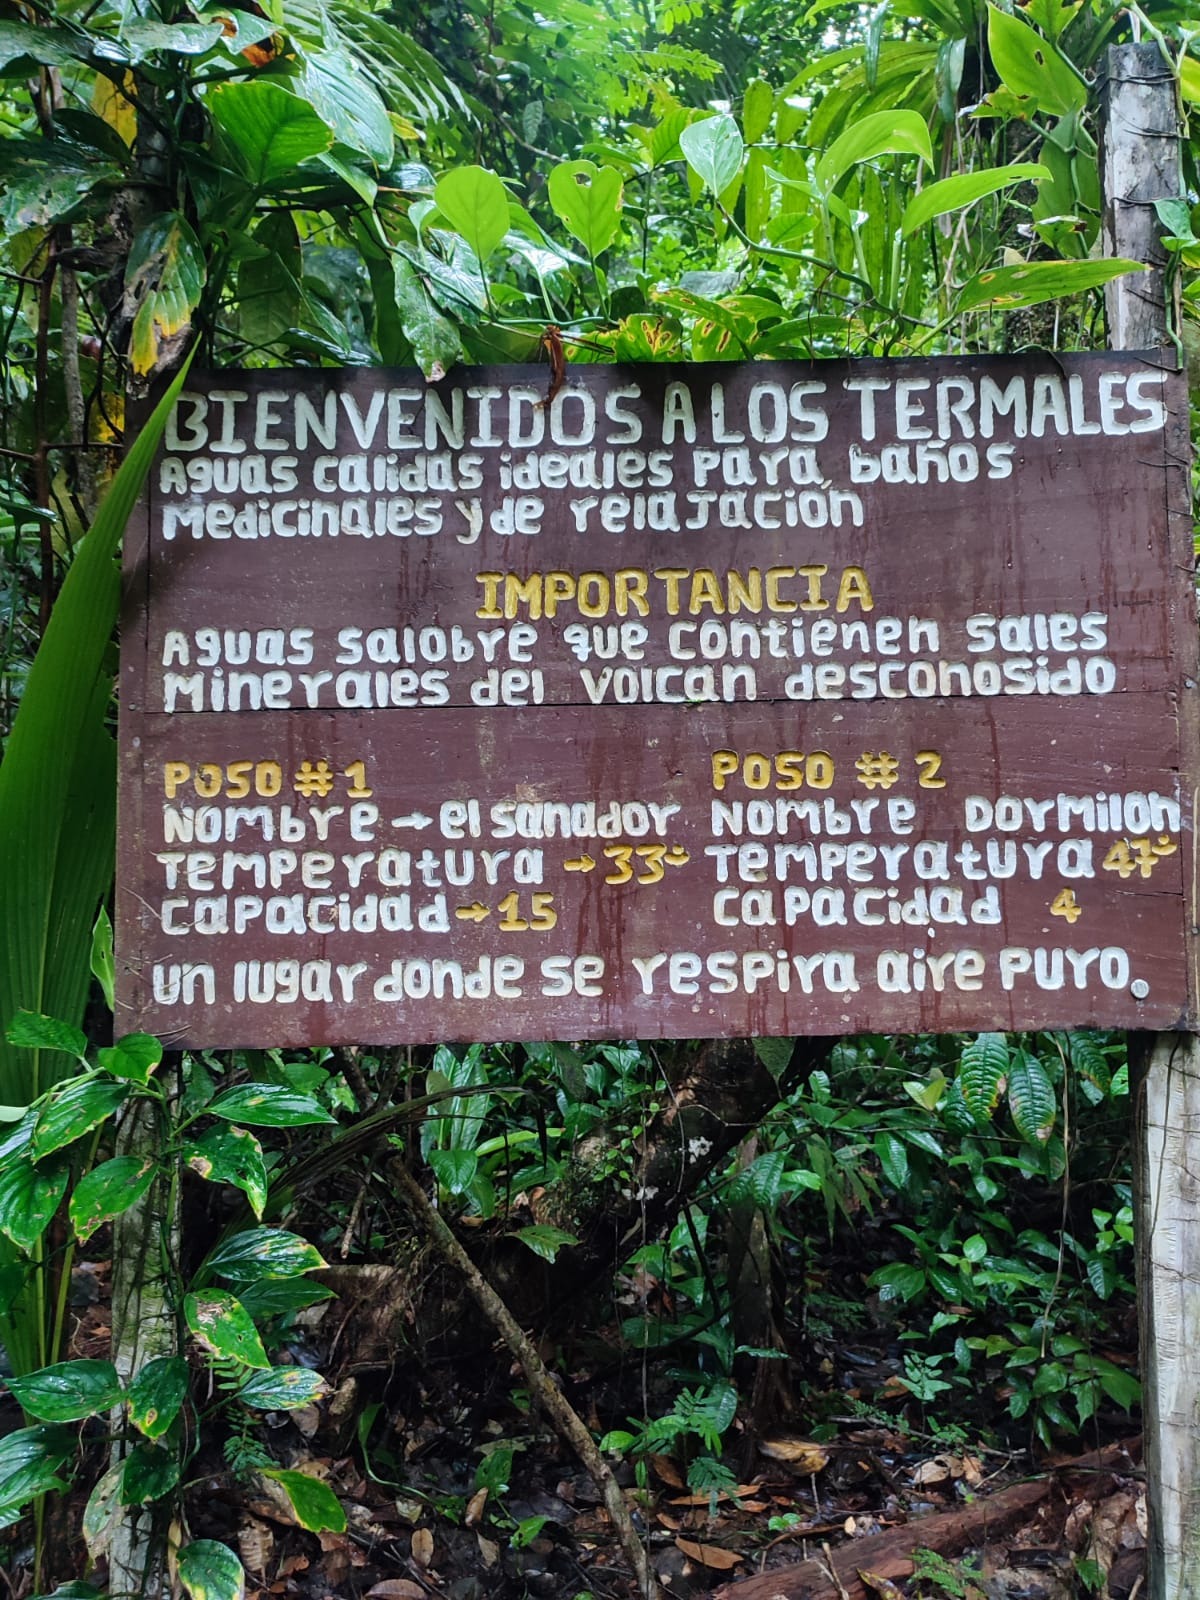 BIENVENIDOS A LOS TERMALES
Aguas calidas ideales para baños
Medicinales y de relajación
IMPORTANCIA
Aguas salobre que contienen sales
Minerales del volcan desconosido
POSO #1
Nombre → el sanador
Temperatura → 33°
Capacidad → 15
POSO # 2
Nombre Dormilon
Temperatura 47°
Capacidad 4
un lugar donde se respira aire puro.